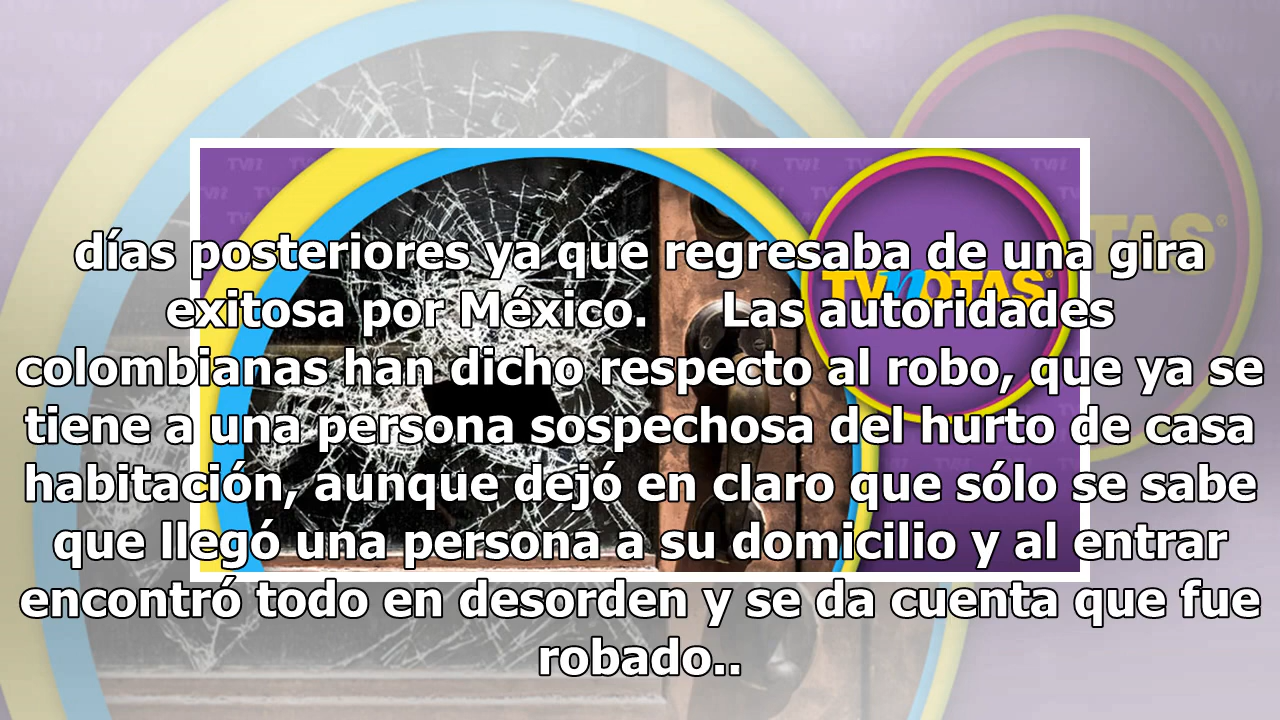 días posteriores ya que regresaba de una gira
TVnOTAS
exitosa por México. Las autoridades
colombianas han dicho respecto al robo, que ya se
tiene a una persona sospechosa del hurto de casa
habitación, aunque dejó en claro que sólo se sabe
que llegó una persona a su domicilio y al entrar
encontró todo en desorden y se da cuenta que fue
robado..